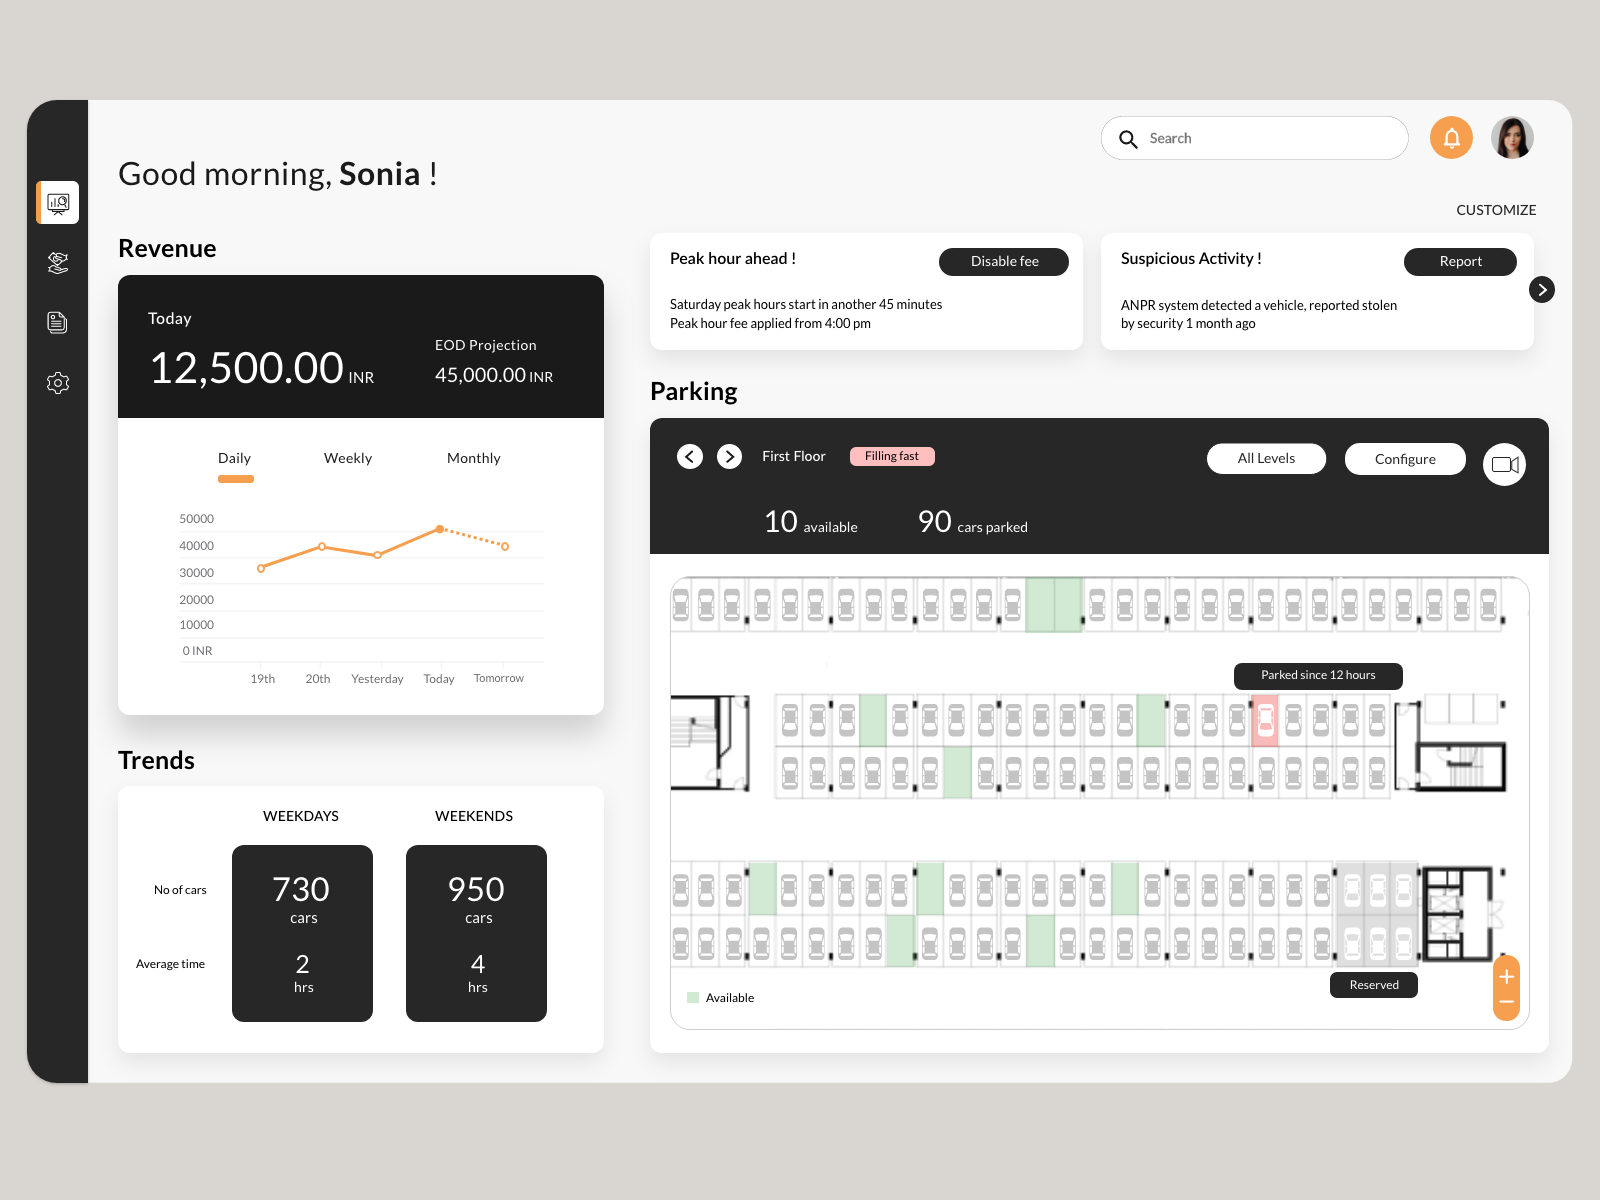 Search
Good morning, Sonia !
CUSTOMIZE
Revenue
Today
12,500.00 INR
EOD Projection
45,000.00 INR
Daily
Weekly
Monthly
50000
40000
30000
20000
10000
0 INR
19th
20th
Yesterday
Today
Tomorrow
Trends
WEEKDAYS
WEEKENDS
No of cars
730
cars
950
cars
Average time
2
hrs
4
hrs
Peak hour ahead !
Disable fee
Saturday peak hours start in another 45 minutes
Peak hour fee applied from 4:00 pm
Suspicious Activity !
Report
ANPR system detected a vehicle, reported stolen
by security 1 month ago
Parking
First Floor
Filling fast
All Levels
Configure
10 available
90 cars parked
Parked since 12 hours
Reserved
Available